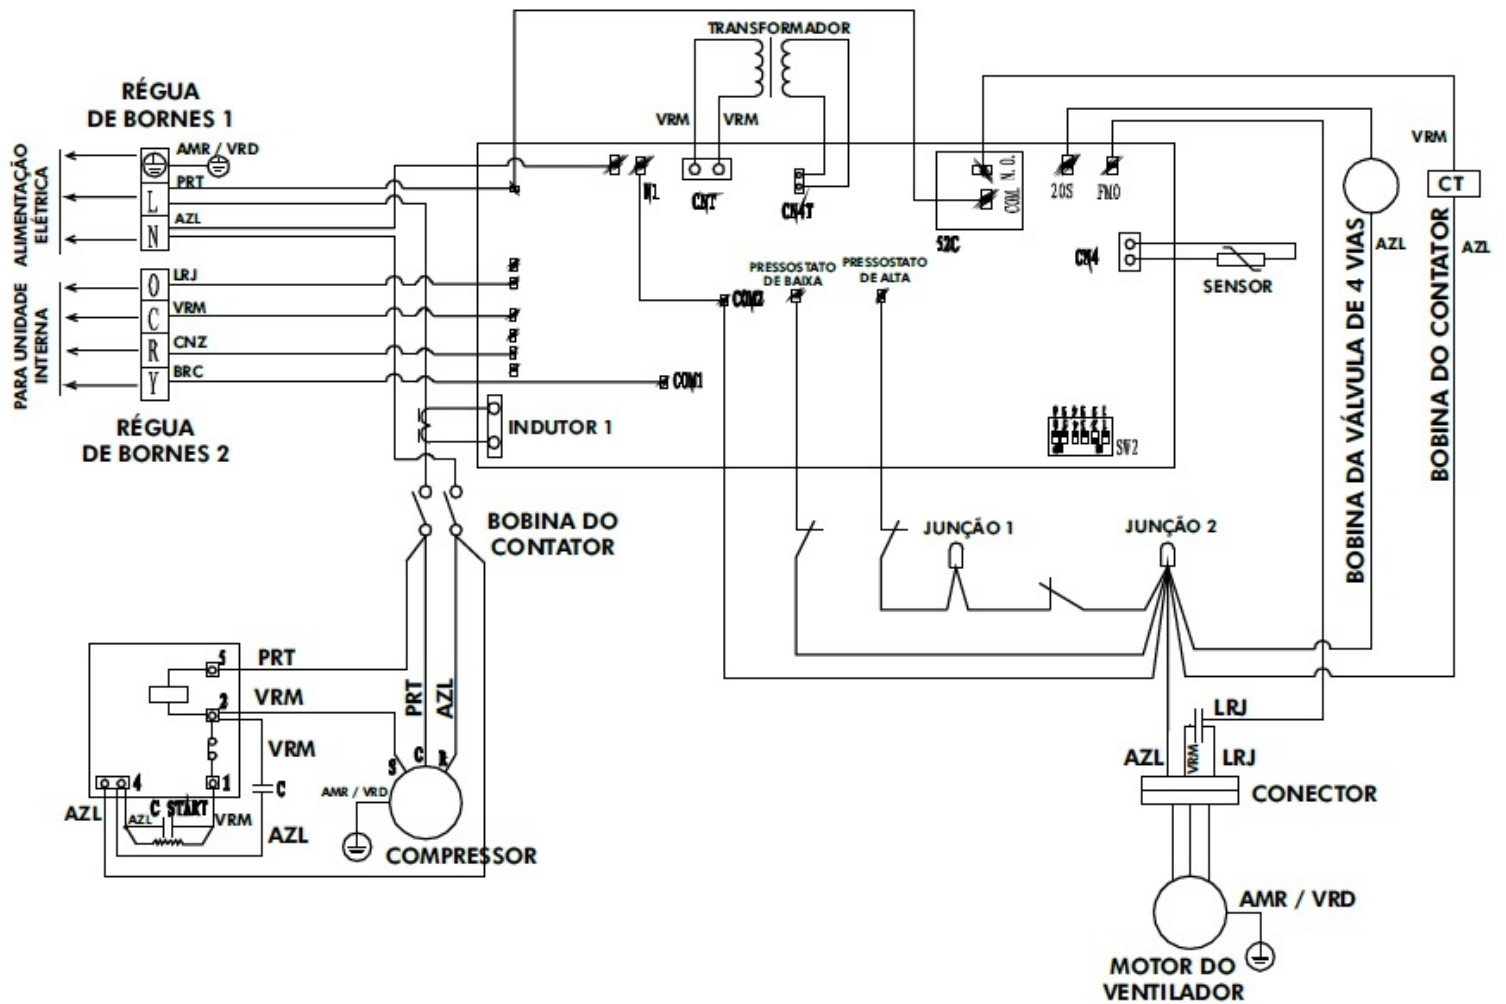 TRANSFORMADOR
RÉGUA
DE BORNES 1
ALIMENTAÇÃO
ELÉTRICA
AMR / VRD
PRT
L
AZL
N
VRM
VRM
COM. N. O.
52C
20S
FMO
VRM
CT
AZL
AZL
BOBINA DA VÁLVULA DE 4 VIAS
BOBINA DO CONTATOR
CN4
SENSOR
PRESSOSTATO
DE BAIXA
PRESSOSTATO
DE ALTA
COM2
PARA UNIDADE
INTERNA
O
LRJ
C
VRM
R
CNZ
Y
BRC
COM1
RÉGUA
DE BORNES 2
INDUTOR 1
SW2
BOBINA DO
CONTATOR
JUNÇÃO 1
JUNÇÃO 2
5
PRT
2
VRM
PRT
AZL
VRM
S
C
R
4
1
C
AZL
AZL
C START
VRM
AZL
AMR / VRD
COMPRESSOR
LRJ
AZL
VRM
LRJ
CONECTOR
AMR / VRD
MOTOR DO
VENTILADOR